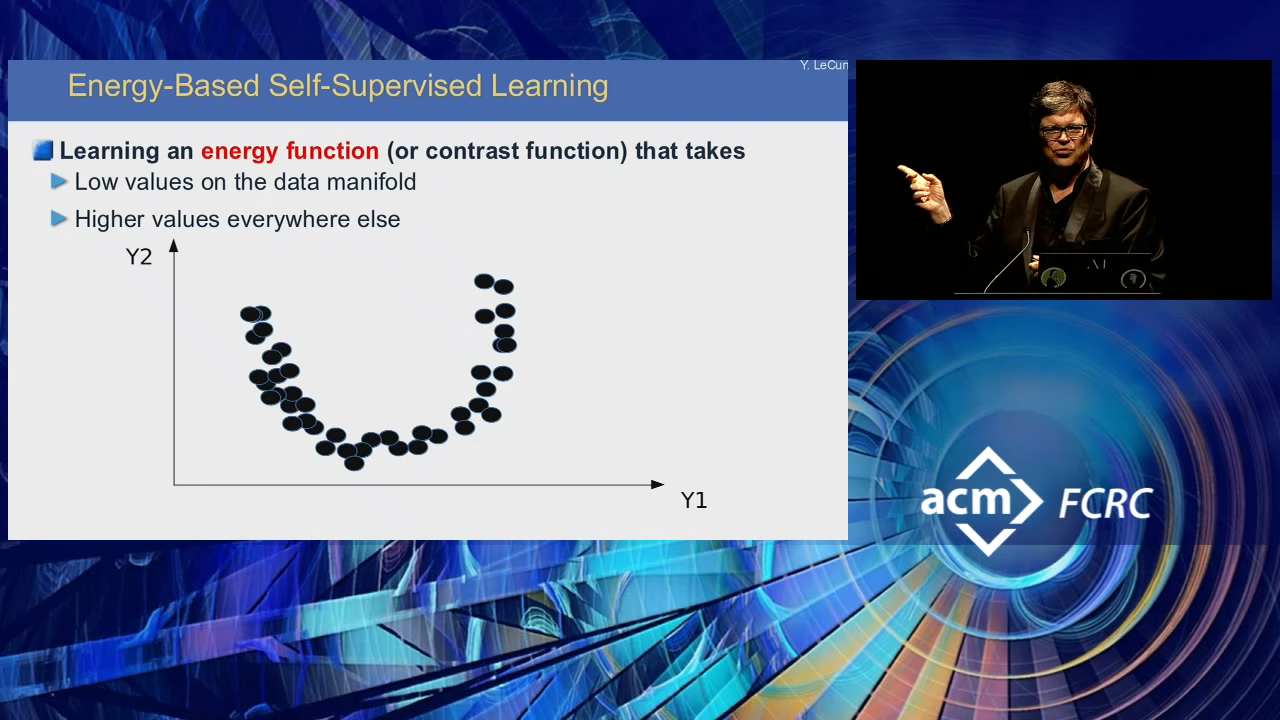 Y. LeCun
Energy-Based Self-Supervised Learning
Learning an energy function (or contrast function) that takes
Low values on the data manifold
Higher values everywhere else
Y2
Y1
acm FCRC